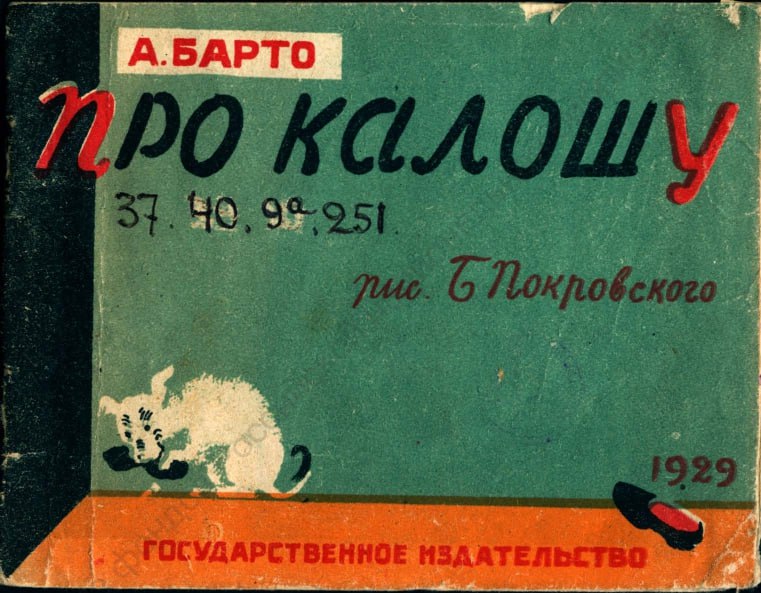 А. БАРТО
ПРО КАЛОШУ
37. 40. 9а. 251.
рис. Б Покровского
1929
ГОСУДАРСТВЕННОЕ ИЗДАТЕЛЬСТВО